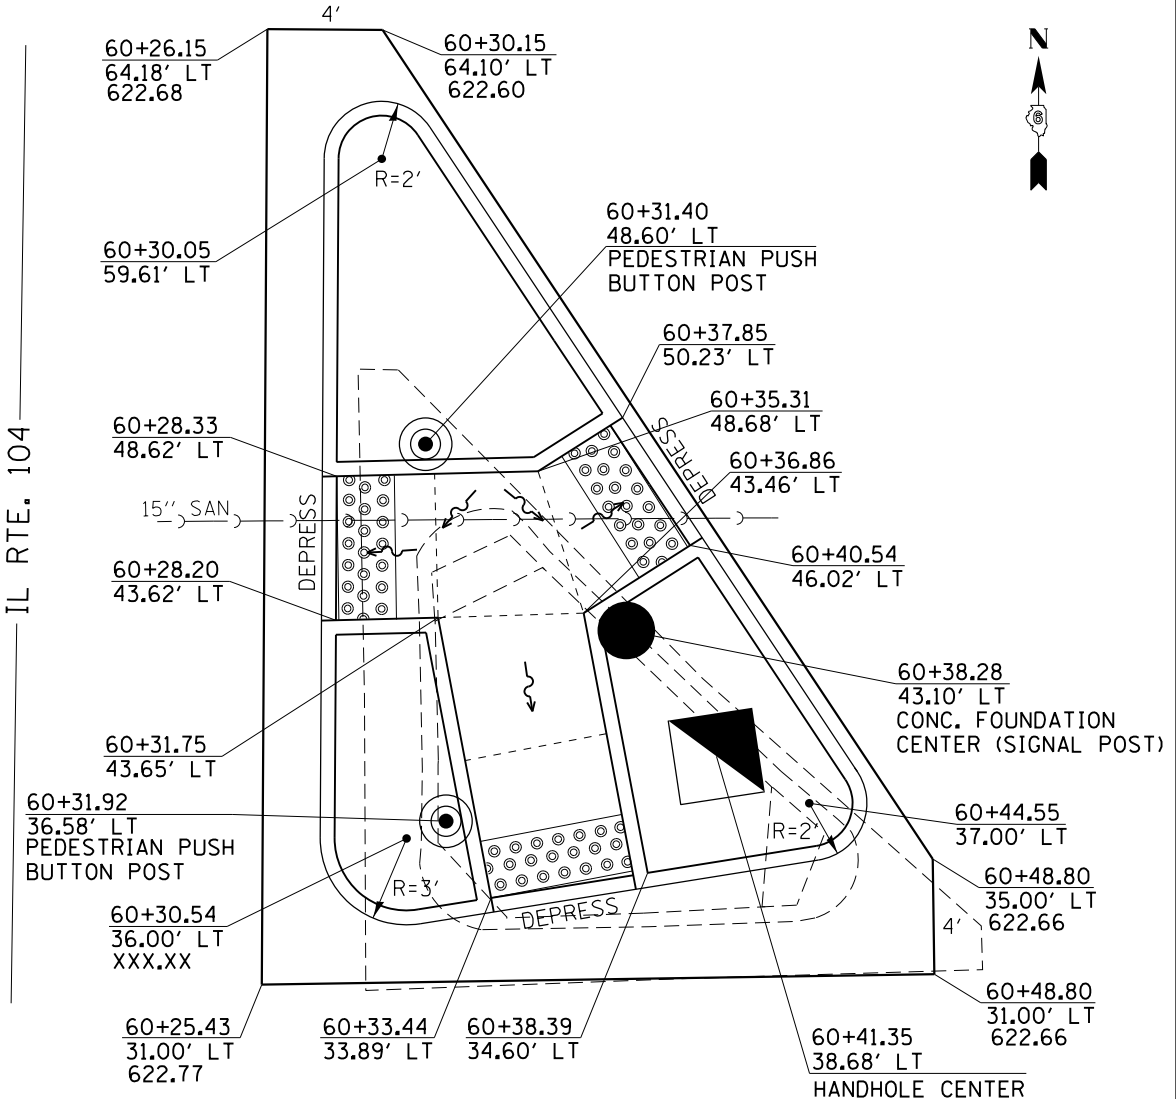 4'
60+26.15
64.18' LT
622.68
60+30.15
64.10' LT
622.60
N
6
R=2'
60+31.40
48.60' LT
PEDESTRIAN PUSH
BUTTON POST
60+30.05
59.61' LT
60+37.85
50.23' LT
60+35.31
48.68' LT
DEPRESS
DEPRESS
60+28.33
48.62' LT
60+36.86
43.46' LT
IL RTE. 104
15'' SAN
DEPRESS
60+40.54
46.02' LT
60+28.20
43.62' LT
60+38.28
43.10' LT
CONC. FOUNDATION
CENTER (SIGNAL POST)
60+31.75
43.65' LT
60+31.92
36.58' LT
PEDESTRIAN PUSH
BUTTON POST
60+44.55
37.00' LT
R=2'
R=3'
60+48.80
35.00' LT
622.66
60+30.54
36.00' LT
XXX.XX
DEPRESS
4'
60+48.80
31.00' LT
622.66
60+25.43
31.00' LT
622.77
60+33.44
33.89' LT
60+38.39
34.60' LT
60+41.35
38.68' LT
HANDHOLE CENTER